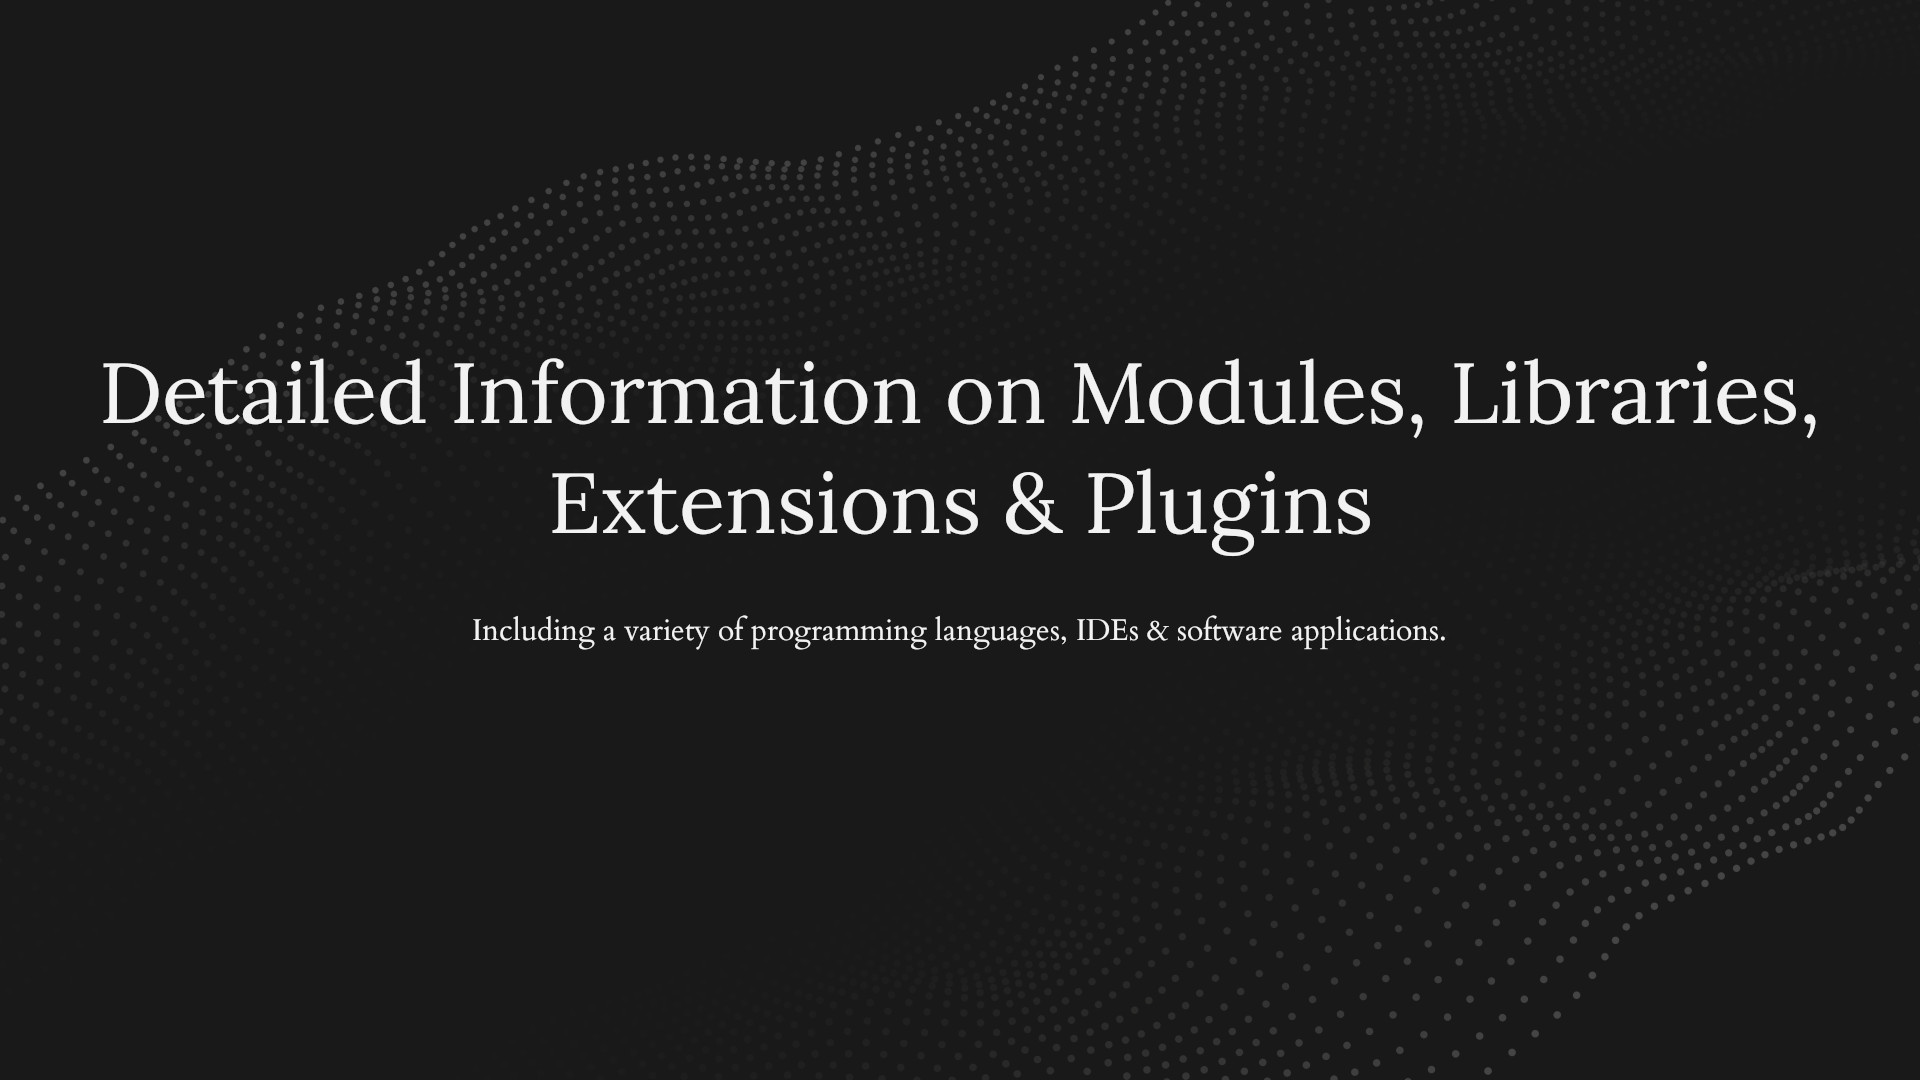 Detailed Information on Modules, Libraries,
Extensions & Plugins
Including a variety of programming languages, IDEs & software applications.